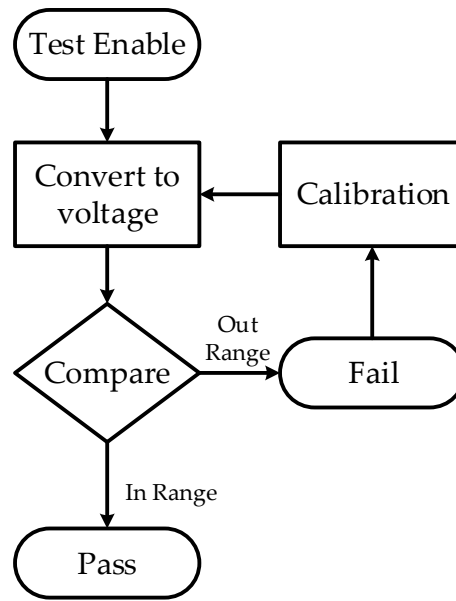 Test Enable
Convert to
voltage
Calibration
Compare
Out
Range
Fail
In Range
Pass